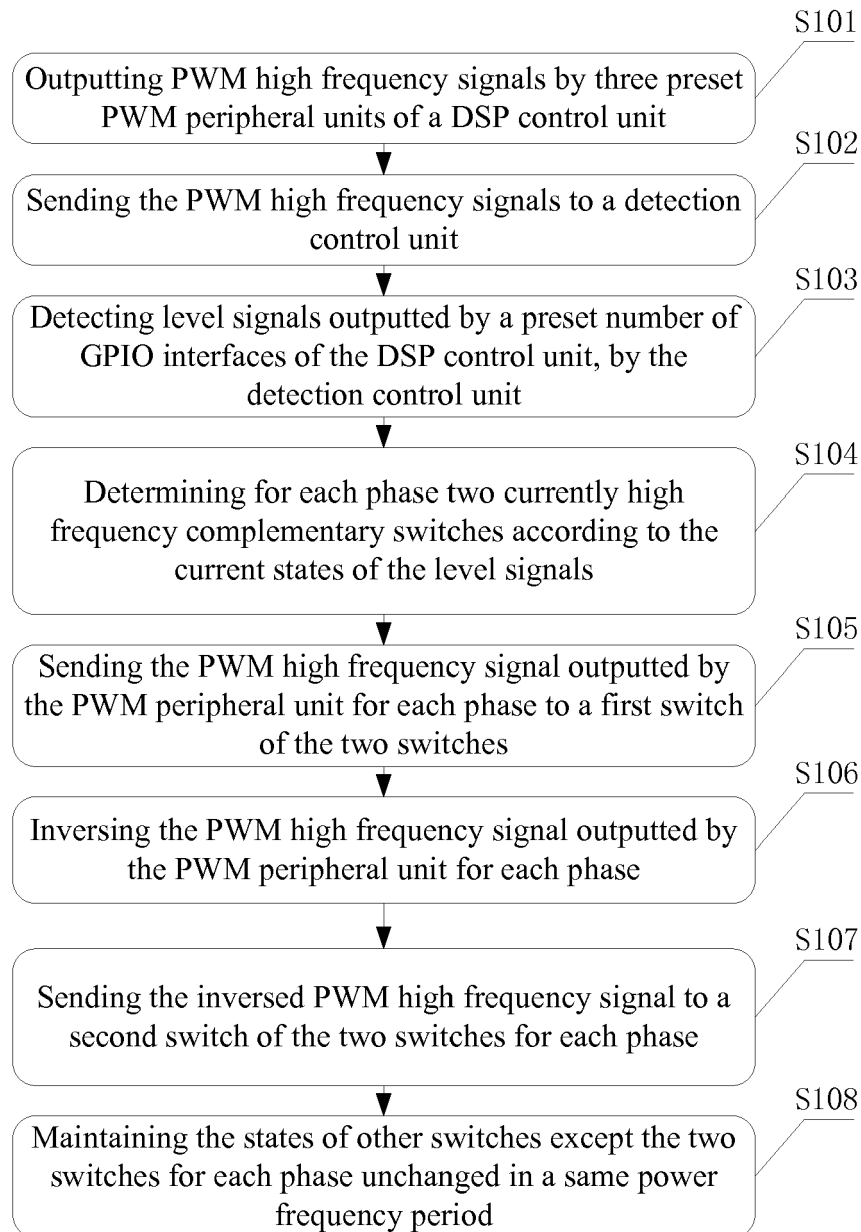 S101
Outputting PWM high frequency signals by three preset
PWM peripheral units of a DSP control unit
S102
Sending the PWM high frequency signals to a detection
control unit
S103
Detecting level signals outputted by a preset number of
GPIO interfaces of the DSP control unit, by the
detection control unit
S104
Determining for each phase two currently high
frequency complementary switches according to the
current states of the level signals
S105
Sending the PWM high frequency signal outputted by
the PWM peripheral unit for each phase to a first switch
of the two switches
S106
Inversing the PWM high frequency signal outputted by
the PWM peripheral unit for each phase
S107
Sending the inversed PWM high frequency signal to a
second switch of the two switches for each phase
S108
Maintaining the states of other switches except the two
switches for each phase unchanged in a same power
frequency period